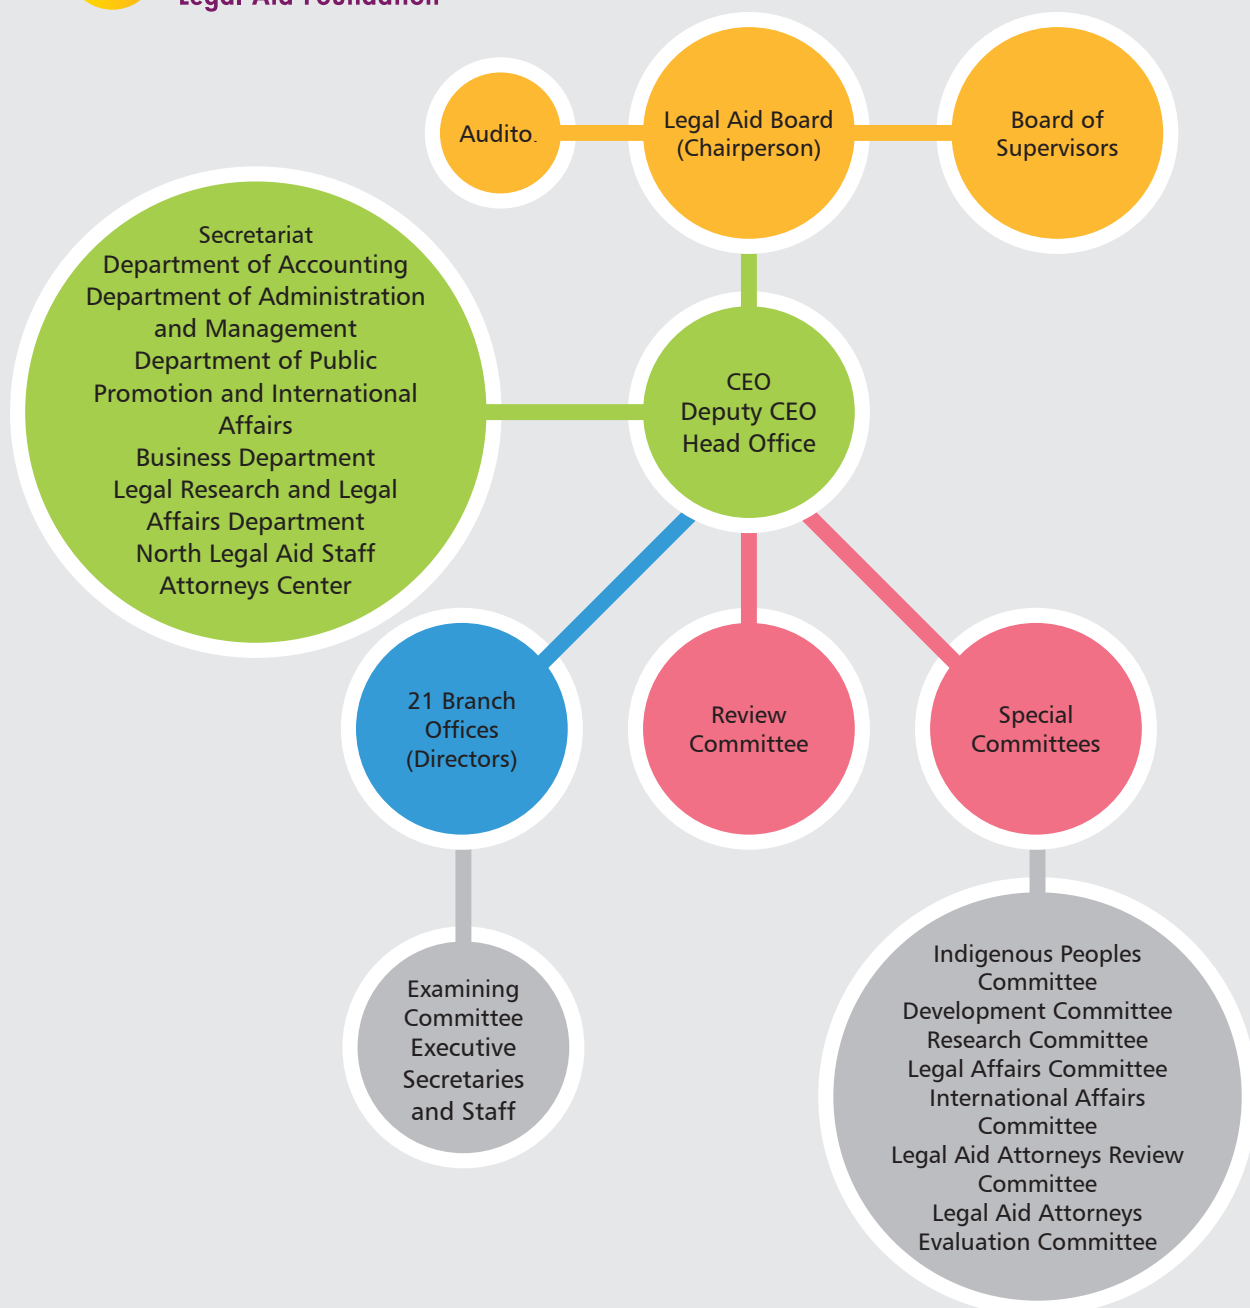 Legal Aid Foundation
Audito.
Legal Aid Board
(Chairperson)
Board of
Supervisors
Secretariat
Department of Accounting
Department of Administration
and Management
Department of Public
Promotion and International
Affairs
Business Department
Legal Research and Legal
Affairs Department
North Legal Aid Staff
Attorneys Center
CEO
Deputy CEO
Head Office
21 Branch
Offices
(Directors)
Review
Committee
Special
Committees
Examining
Committee
Executive
Secretaries
and Staff
Indigenous Peoples
Committee
Development Committee
Research Committee
Legal Affairs Committee
International Affairs
Committee
Legal Aid Attorneys Review
Committee
Legal Aid Attorneys
Evaluation Committee